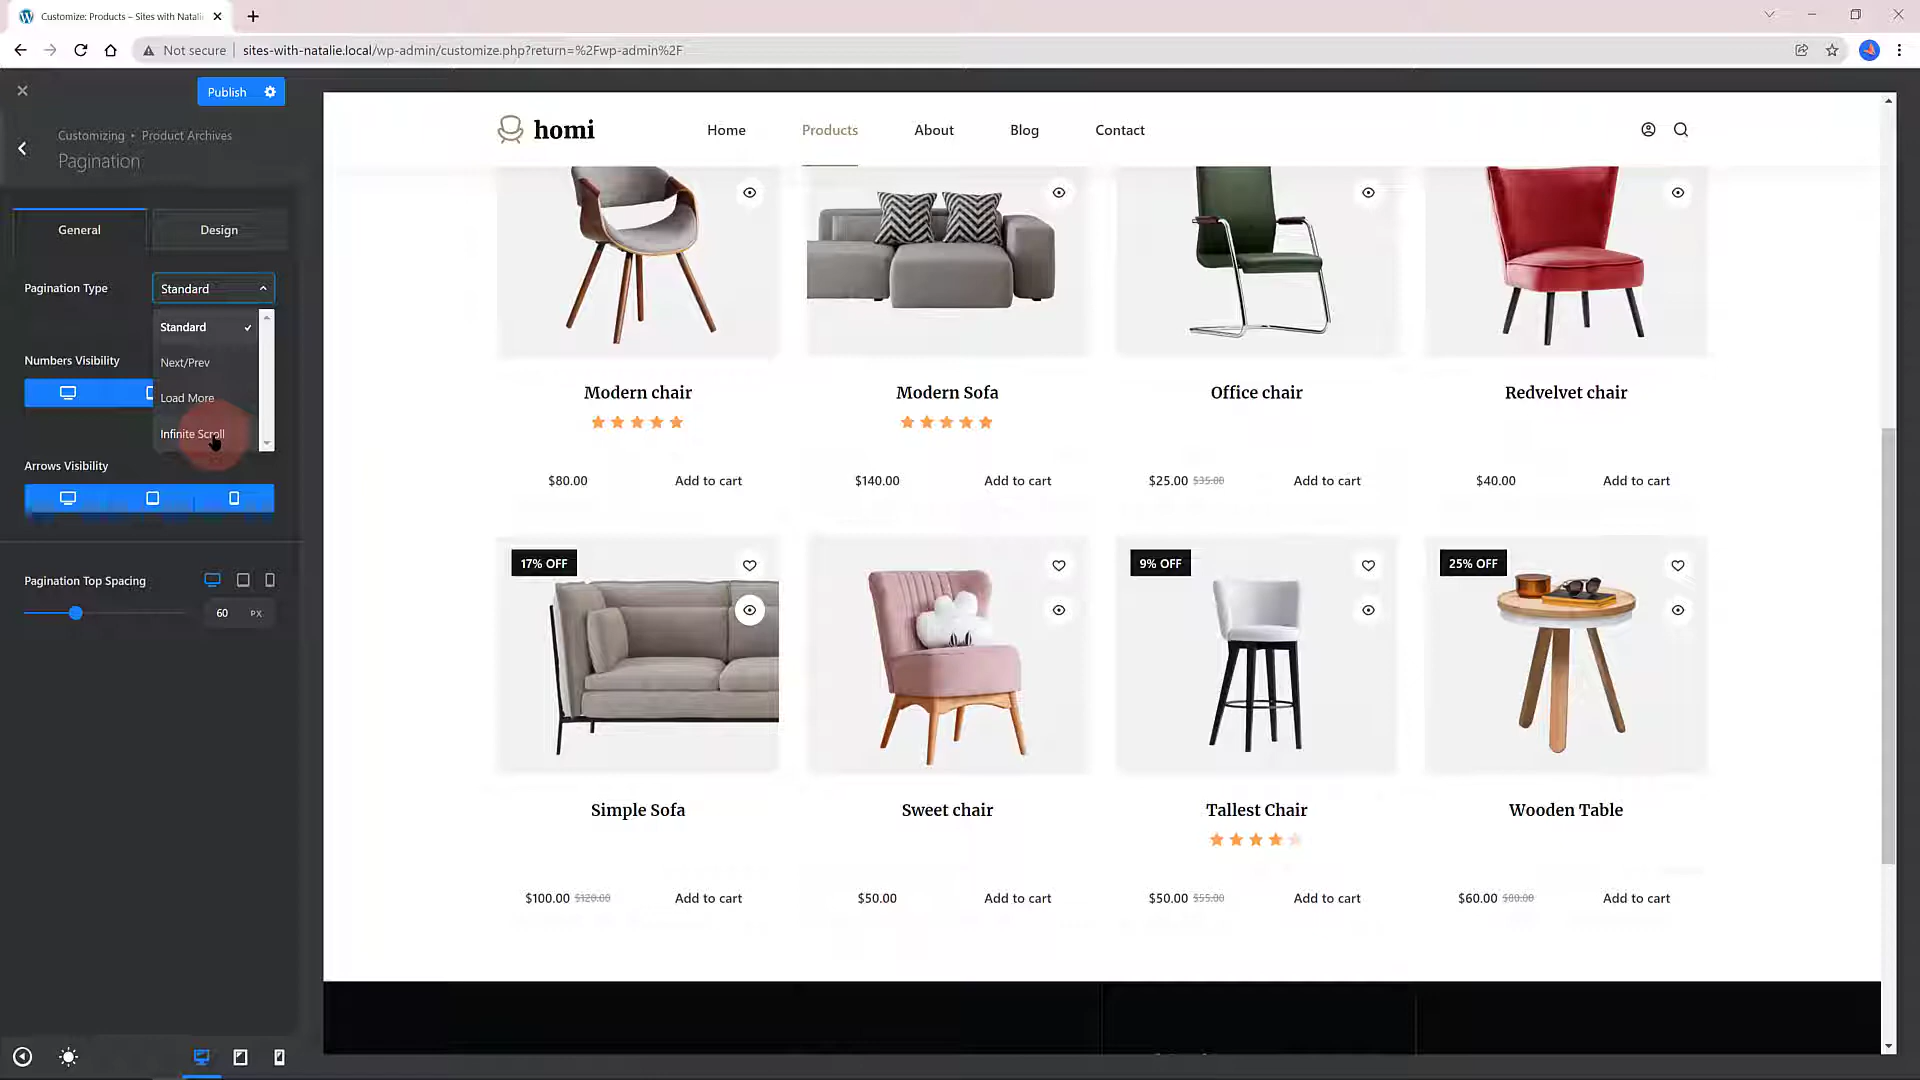 Customize: Products – Sites with Natali
Not secure
sites-with-natalie.local/wp-admin/customize.php?return=%2Fwp-admin%2F
Publish
Customizing • Product Archives
Pagination
General
Design
Pagination Type
Standard
Standard
Next/Prev
Load More
Infinite Scroll
Numbers Visibility
Arrows Visibility
Pagination Top Spacing
60
PX
homi
Home
Products
About
Blog
Contact
Modern chair
Modern Sofa
Office chair
Redvelvet chair
$80.00
Add to cart
$140.00
Add to cart
$25.00 $35.00
Add to cart
$40.00
Add to cart
17% OFF
9% OFF
25% OFF
Simple Sofa
Sweet chair
Tallest Chair
Wooden Table
$100.00 $120.00
Add to cart
$50.00
Add to cart
$50.00 $55.00
Add to cart
$60.00 $80.00
Add to cart